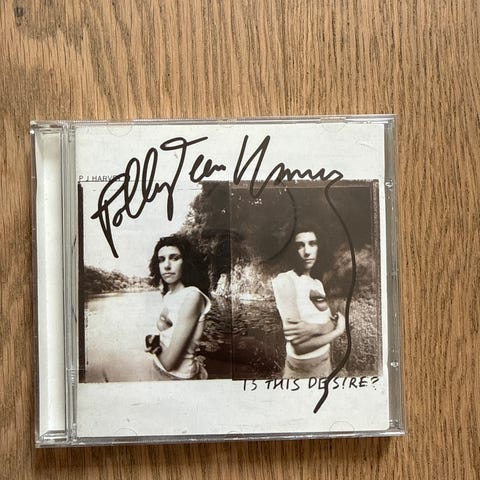 Polly Jean Harvey
P J HARVEY
IS THIS DESIRE?